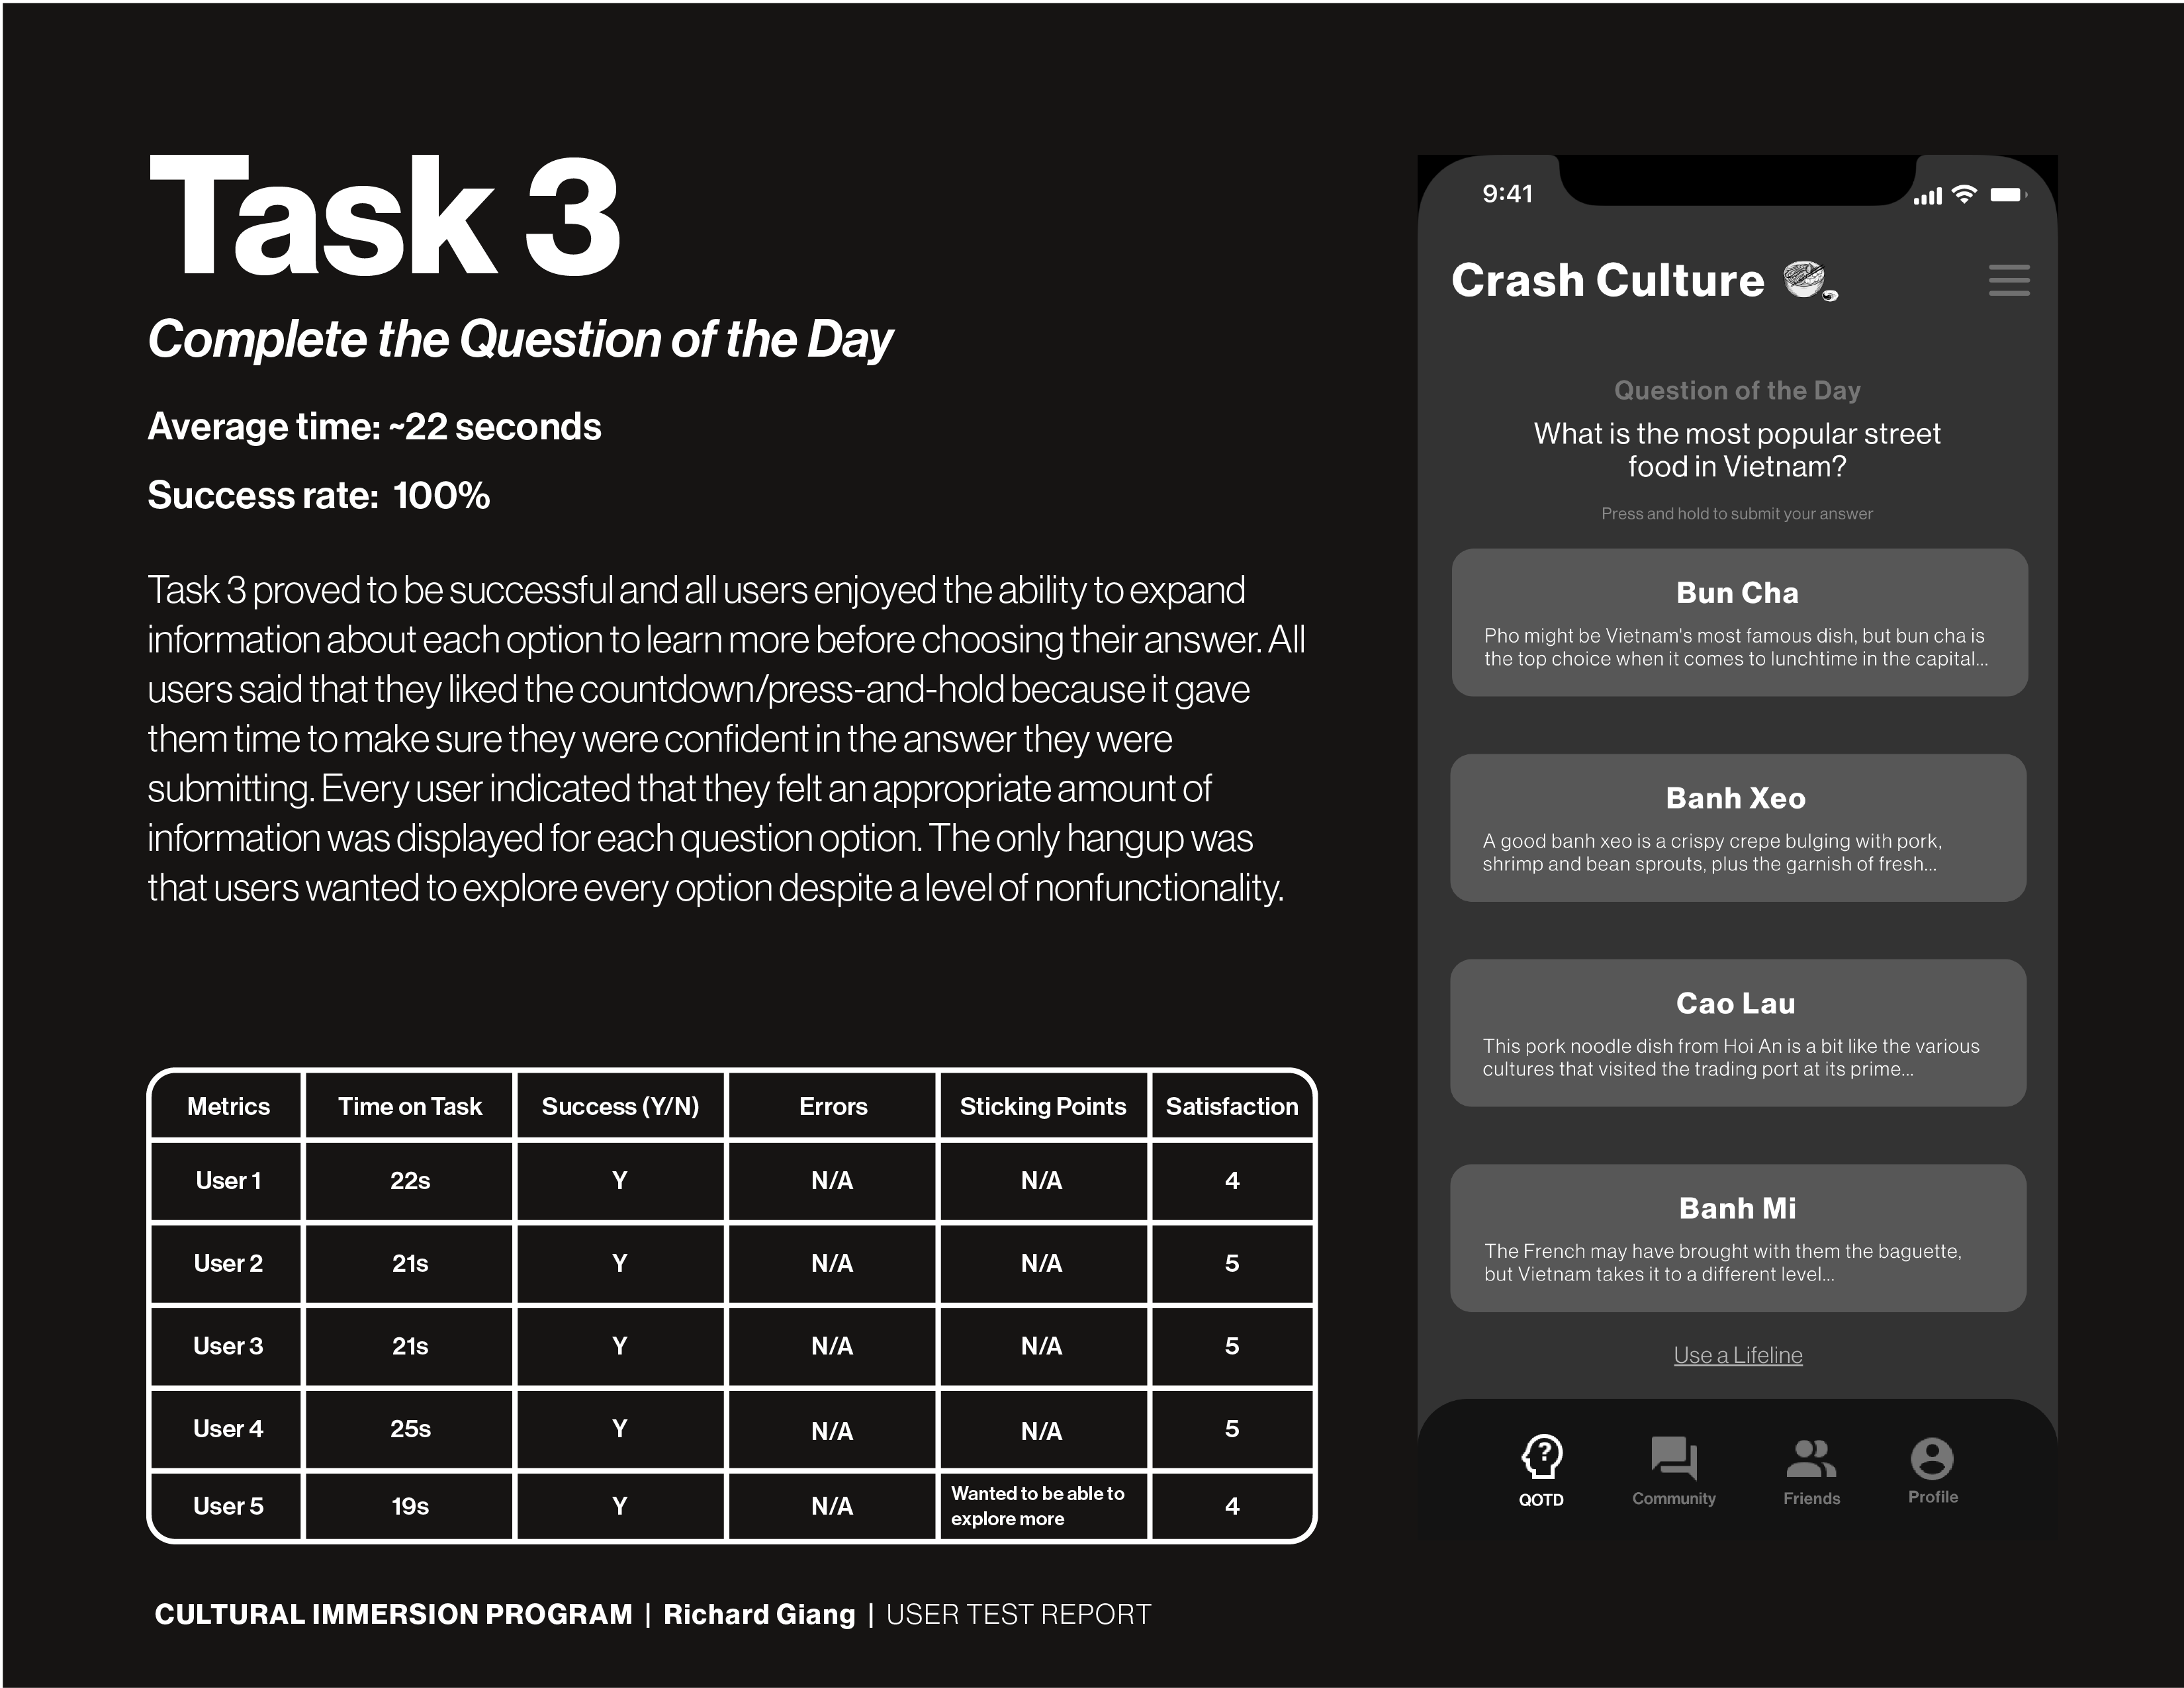 Task 3
Complete the Question of the Day
Average time: ~22 seconds
Success rate: 100%
Task 3 proved to be successful and all users enjoyed the ability to expand
information about each option to learn more before choosing their answer. All
users said that they liked the countdown/press-and-hold because it gave
them time to make sure they were confident in the answer they were
submitting. Every user indicated that they felt an appropriate amount of
information was displayed for each question option. The only hangup was
that users wanted to explore every option despite a level of nonfunctionality.
Metrics Time on Task Success (Y/N) Errors Sticking Points Satisfaction
User 1 22s Y N/A N/A 4
User 2 21s Y N/A N/A 5
User 3 21s Y N/A N/A 5
User 4 25s Y N/A N/A 5
User 5 19s Y N/A Wanted to be able to explore more 4
CULTURAL IMMERSION PROGRAM | Richard Giang | USER TEST REPORT
9:41
Crash Culture
Question of the Day
What is the most popular street
food in Vietnam?
Press and hold to submit your answer
Bun Cha
Pho might be Vietnam's most famous dish, but bun cha is
the top choice when it comes to lunchtime in the capital...
Banh Xeo
A good banh xeo is a crispy crepe bulging with pork,
shrimp and bean sprouts, plus the garnish of fresh...
Cao Lau
This pork noodle dish from Hoi An is a bit like the various
cultures that visited the trading port at its prime...
Banh Mi
The French may have brought with them the baguette,
but Vietnam takes it to a different level...
Use a Lifeline
?
QOTD Community Friends Profile